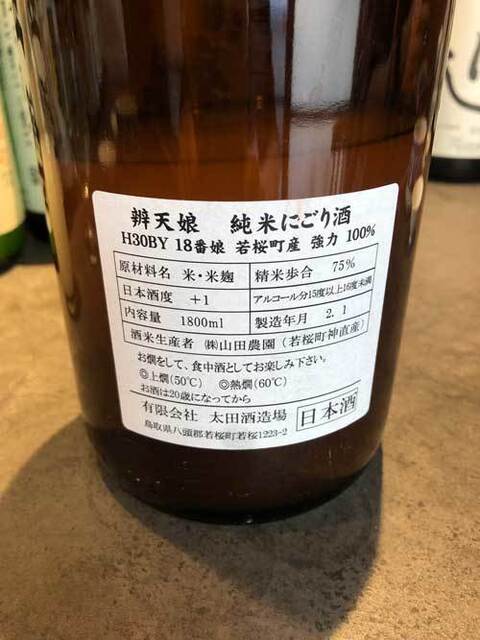 辨天娘 純米にごり酒
H30BY 18番娘 若桜町産 強力 100%
原材料名 米・米麹 精米歩合 75%
日本酒度 +1 アルコール分15度以上16度未満
内容量 1800ml 製造年月 2. 1
酒米生産者 ㈱山田農園（若桜町神直産）
お燗をして、食中酒としてお楽しみ下さい。
◎上燗(50℃) ◎熱燗(60℃)
お酒は20歳になってから
有限会社 太田酒造場 日本酒
鳥取県八頭郡若桜町若桜1223-2